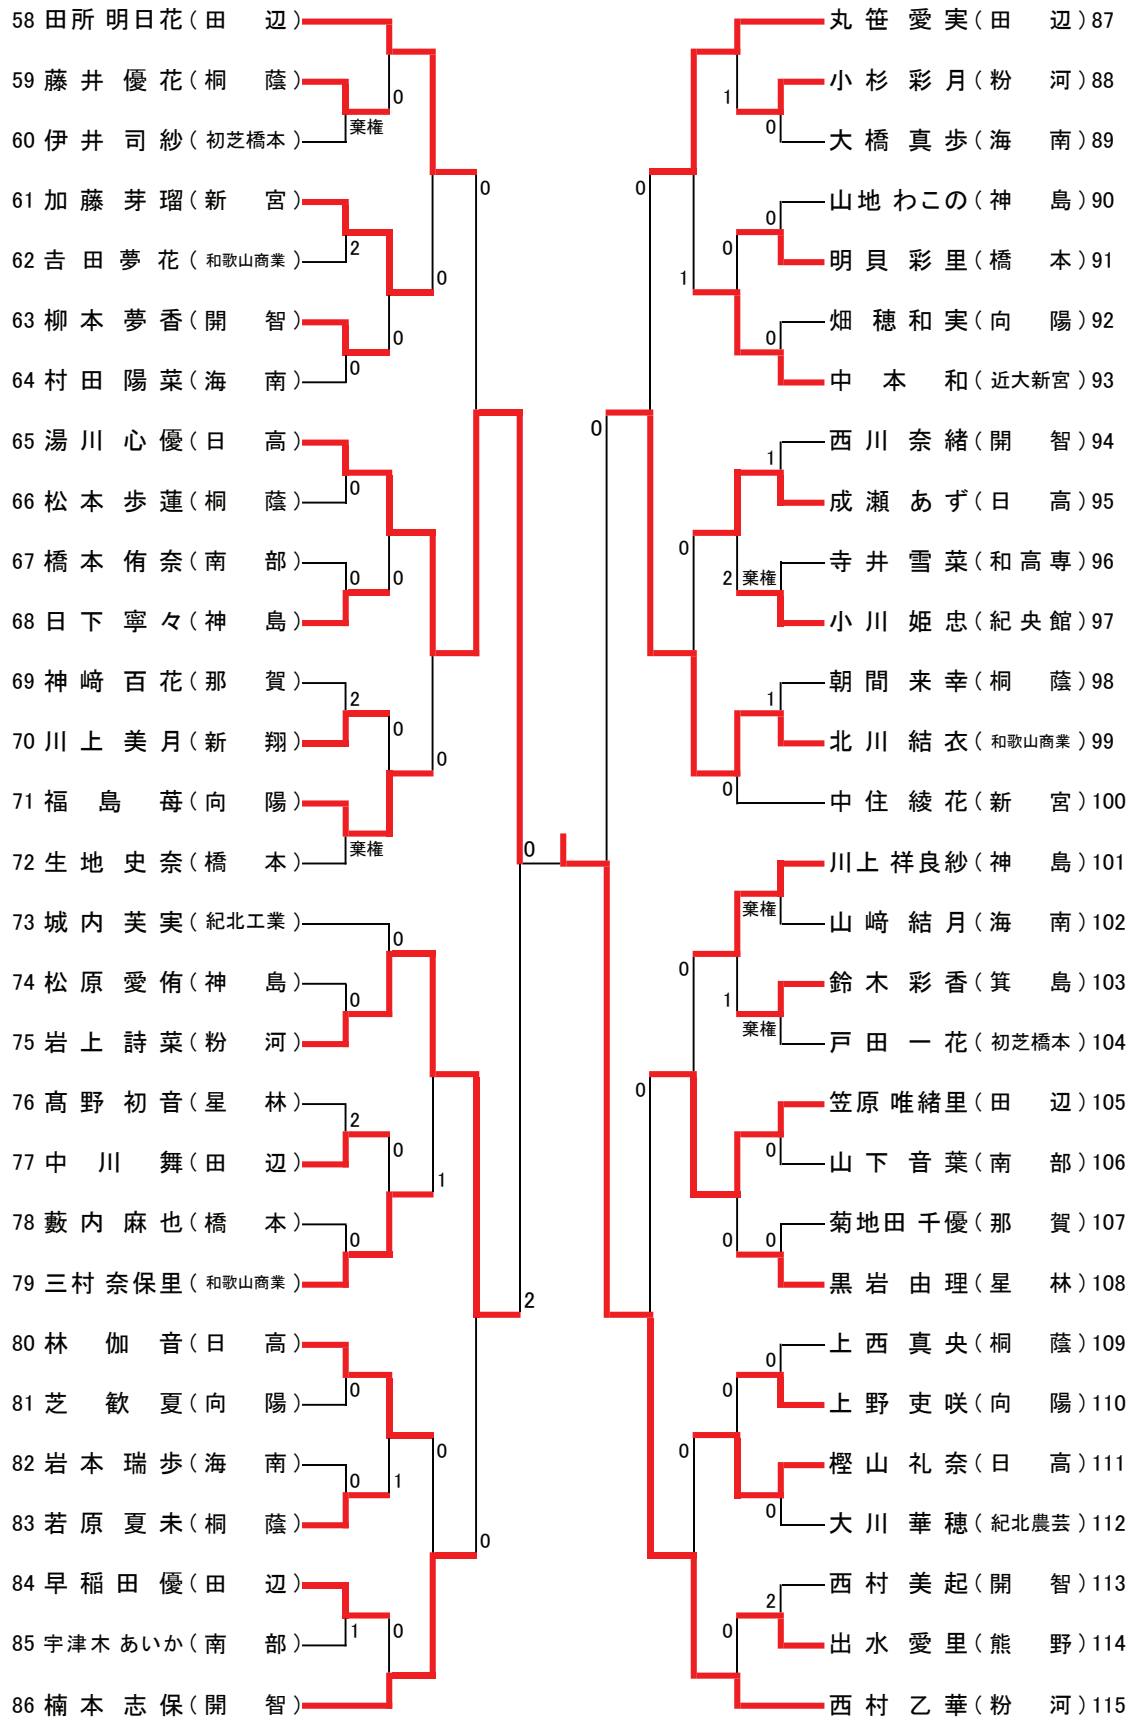 58 田所 明日花 ( 田 辺 )
59 藤 井 優 花 ( 桐 蔭 )
0
棄権
60 伊 井 司 紗 ( 初芝橋本 )
0
61 加 藤 芽 瑠 ( 新 宮 )
2
62 吉 田 夢 花 ( 和歌山商業 )
0
63 柳 本 夢 香 ( 開 智 )
0
0
64 村 田 陽 菜 ( 海 南 )
65 湯 川 心 優 ( 日 高 )
0
66 松 本 歩 蓮 ( 桐 蔭 )
67 橋 本 侑 奈 ( 南 部 )
0 0
68 日 下 寧 々 ( 神 島 )
69 神 﨑 百 花 ( 那 賀 )
2
0
70 川 上 美 月 ( 新 翔 )
0
71 福 島 苺 ( 向 陽 )
棄権
72 生 地 史 奈 ( 橋 本 )
0
73 城 内 芙 実 ( 紀北工業 )
0
74 松 原 愛 侑 ( 神 島 )
0
75 岩 上 詩 菜 ( 粉 河 )
76 髙 野 初 音 ( 星 林 )
2
0
77 中 川 舞 ( 田 辺 )
1
78 藪 内 麻 也 ( 橋 本 )
0
79 三村 奈保里 ( 和歌山商業 )
2
80 林 伽 音 ( 日 高 )
0
81 芝 歓 夏 ( 向 陽 )
0
82 岩 本 瑞 歩 ( 海 南 )
0 1
83 若 原 夏 未 ( 桐 蔭 )
0
84 早 稲 田 優 ( 田 辺 )
1 0
85 宇津木 あいか ( 南 部 )
86 楠 本 志 保 ( 開 智 )
丸 笹 愛 実 ( 田 辺 ) 87
1
小 杉 彩 月 ( 粉 河 ) 88
0
大 橋 真 歩 ( 海 南 ) 89
0
山地 わこの ( 神 島 ) 90
0
0
明 貝 彩 里 ( 橋 本 ) 91
1
畑 穂 和 実 ( 向 陽 ) 92
0
中 本 和 ( 近大新宮 ) 93
0
西 川 奈 緒 ( 開 智 ) 94
1
成 瀬 あ ず ( 日 高 ) 95
0
寺 井 雪 菜 ( 和 高 専 ) 96
2 棄権
小 川 姫 忠 ( 紀 央 館 ) 97
朝 間 来 幸 ( 桐 蔭 ) 98
1
北 川 結 衣 ( 和歌山商業 ) 99
0
中 住 綾 花 ( 新 宮 ) 100
川上 祥良紗 ( 神 島 ) 101
棄権
山 﨑 結 月 ( 海 南 ) 102
0
鈴 木 彩 香 ( 箕 島 ) 103
1
棄権
戸 田 一 花 ( 初芝橋本 ) 104
0
笠原 唯緒里 ( 田 辺 ) 105
0
山 下 音 葉 ( 南 部 ) 106
菊地田 千優 ( 那 賀 ) 107
0 0
黒 岩 由 理 ( 星 林 ) 108
上 西 真 央 ( 桐 蔭 ) 109
0
0
上 野 吏 咲 ( 向 陽 ) 110
0
樫 山 礼 奈 ( 日 高 ) 111
0
大 川 華 穂 ( 紀北農芸 ) 112
西 村 美 起 ( 開 智 ) 113
2
0
出 水 愛 里 ( 熊 野 ) 114
西 村 乙 華 ( 粉 河 ) 115